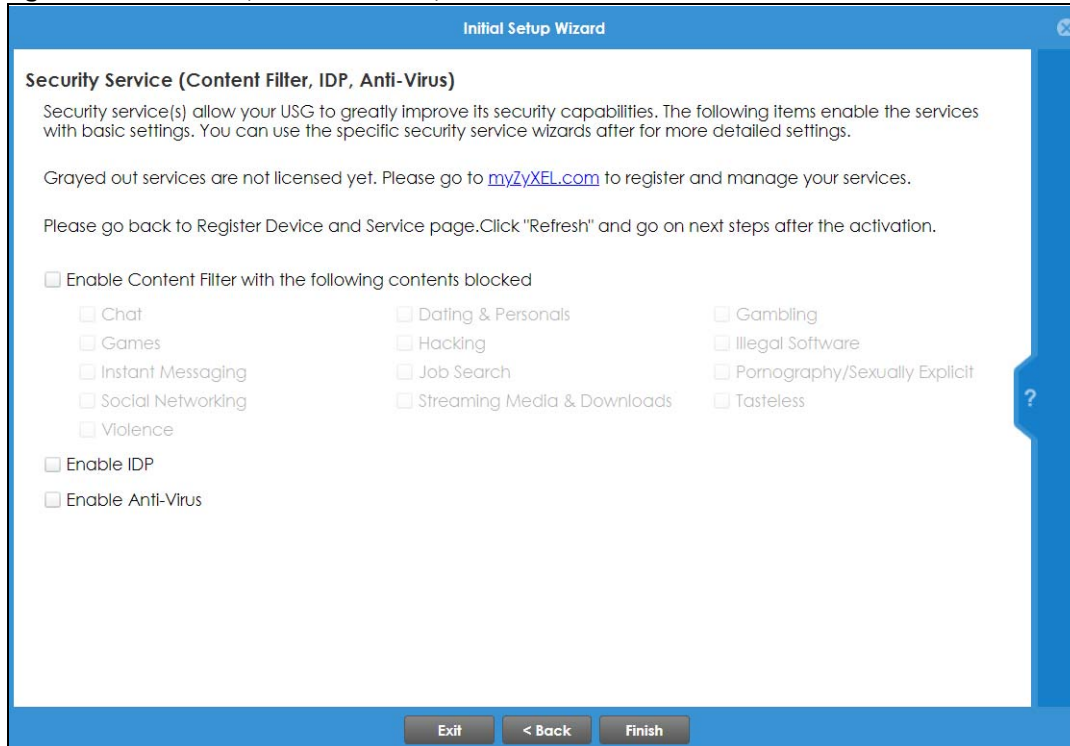 Initial Setup Wizard
Security Service (Content Filter, IDP, Anti-Virus)
Security service(s) allow your USG to greatly improve its security capabilities. The following items enable the services
with basic settings. You can use the specific security service wizards after for more detailed settings.
Grayed out services are not licensed yet. Please go to myZyXEL.com to register and manage your services.
Please go back to Register Device and Service page.Click "Refresh" and go on next steps after the activation.
Enable Content Filter with the following contents blocked
Chat Dating & Personals Gambling
Games Hacking Illegal Software
Instant Messaging Job Search Pornography/Sexually Explicit
Social Networking Streaming Media & Downloads Tasteless
Violence
?
Enable IDP
Enable Anti-Virus
Exit < Back Finish